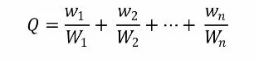 Q = w₁/W₁ + w₂/W₂ + ⋯ + wₙ/Wₙ